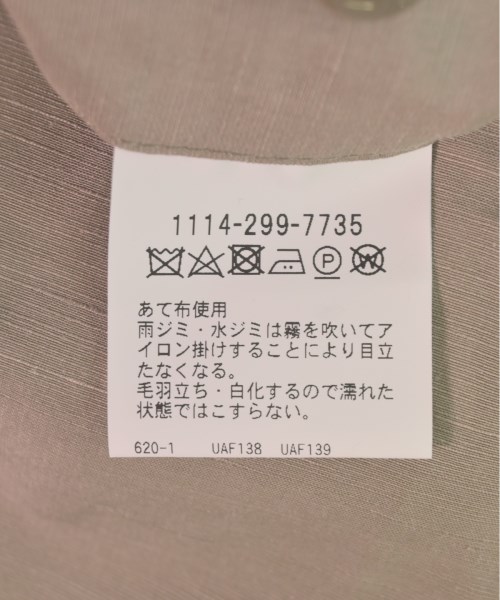 1114-299-7735
P W
あて布使用
雨ジミ・水ジミは霧を吹いてア
イロン掛けすることにより目立
たなくなる。
毛羽立ち・白化するので濡れた
状態ではこすらない。
620-1 UAF138 UAF139